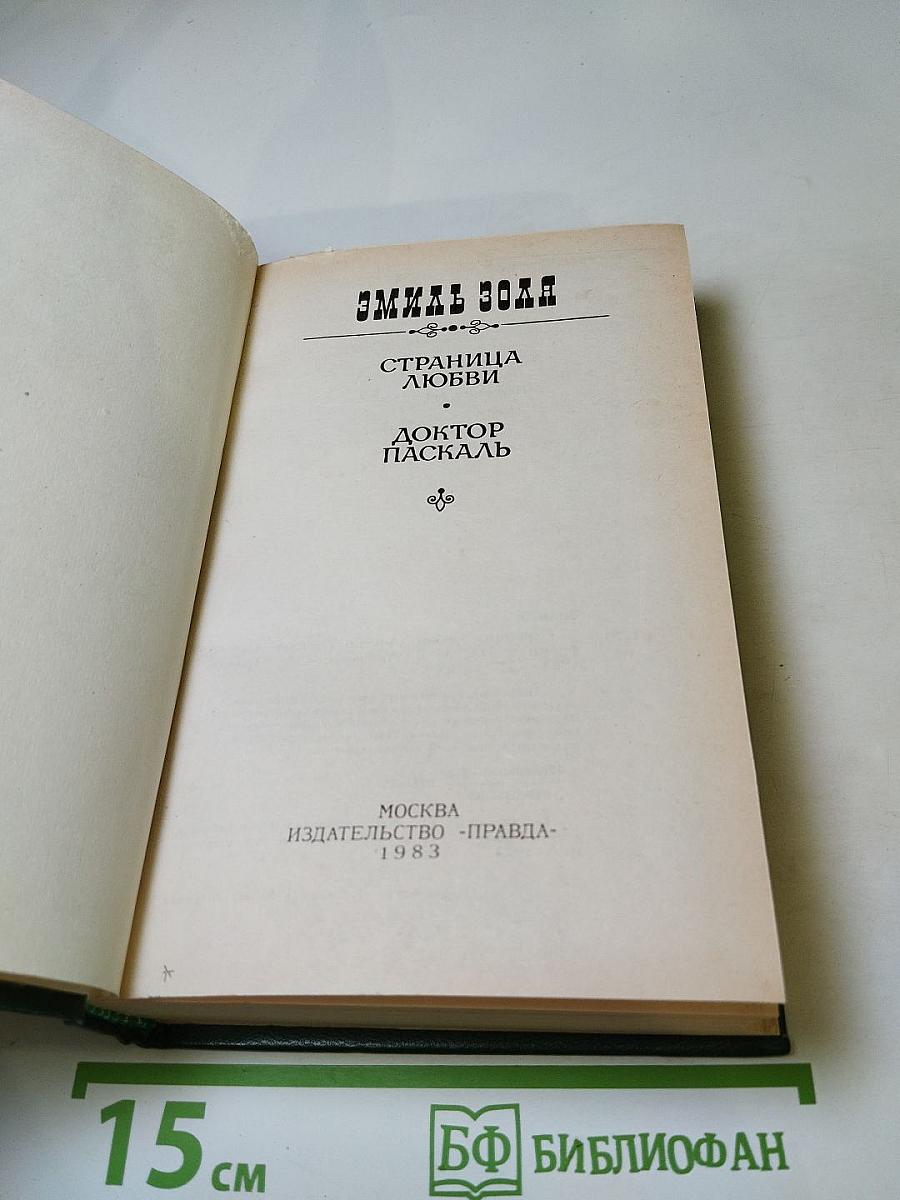 ЭМИЛЬ ЗОЛЯ
СТРАНИЦА
ЛЮБВИ
•
ДОКТОР
ПАСКАЛЬ
МОСКВА
ИЗДАТЕЛЬСТВО «ПРАВДА»
1983
15 см
БФ БИБЛИОФАН